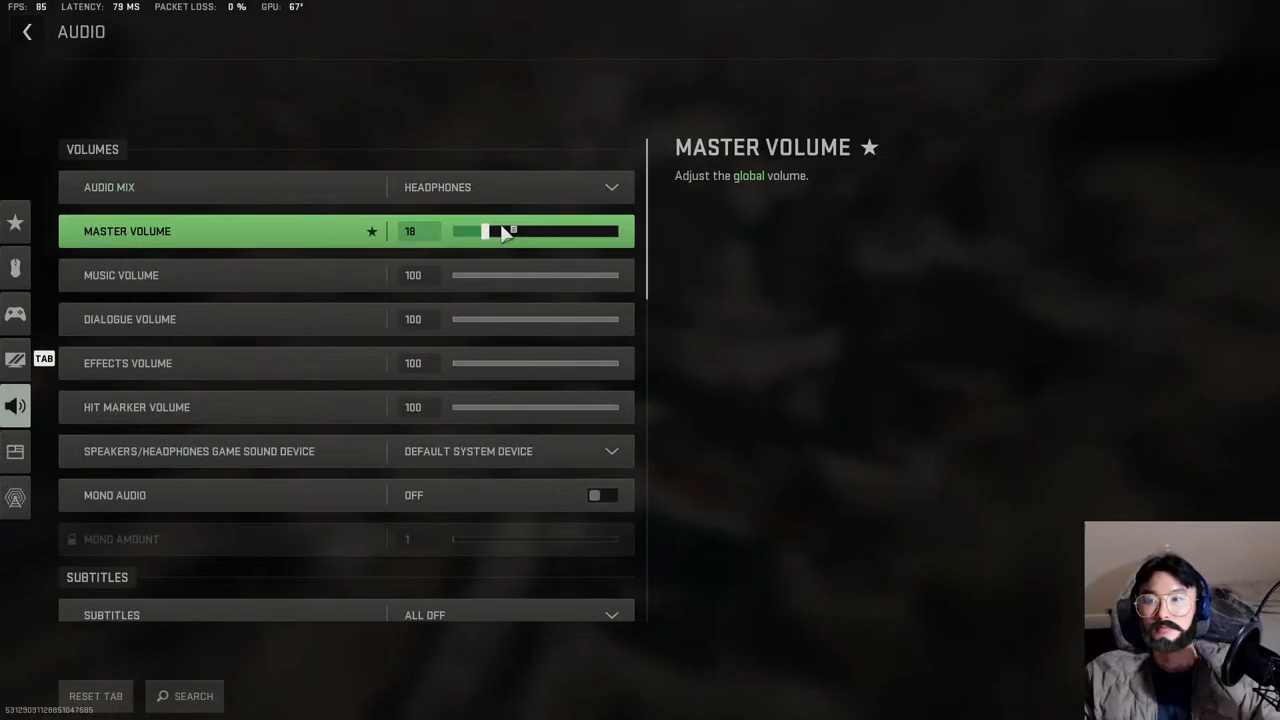 FPS: 85 LATENCY: 79 MS PACKET LOSS: 0 % GPU: 67°
AUDIO
VOLUMES
AUDIO MIX HEADPHONES
MASTER VOLUME 18
MUSIC VOLUME 100
DIALOGUE VOLUME 100
EFFECTS VOLUME 100
HIT MARKER VOLUME 100
SPEAKERS/HEADPHONES GAME SOUND DEVICE DEFAULT SYSTEM DEVICE
MONO AUDIO OFF
MONO AMOUNT 1
SUBTITLES
SUBTITLES ALL OFF
TAB
MASTER VOLUME
Adjust the global volume.
RESET TAB
SEARCH
53129091128851047585